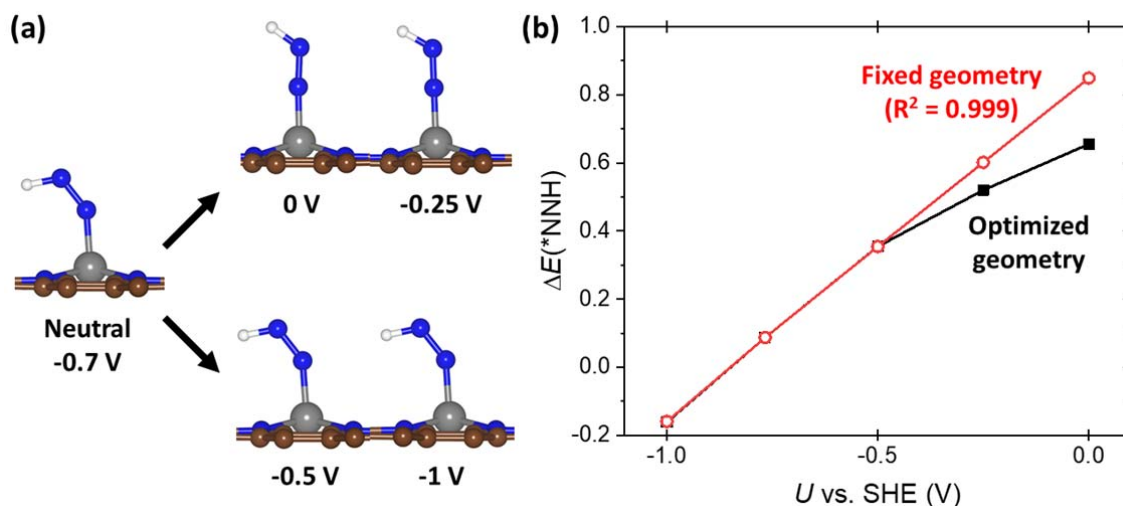 (a)
0 V
-0.25 V
Neutral
-0.7 V
-0.5 V
-1 V
(b)
ΔE(*NNH)
1.0
0.8
0.6
0.4
0.2
0.0
-0.2
Fixed geometry
(R² = 0.999)
Optimized
geometry
-1.0
-0.5
0.0
U vs. SHE (V)